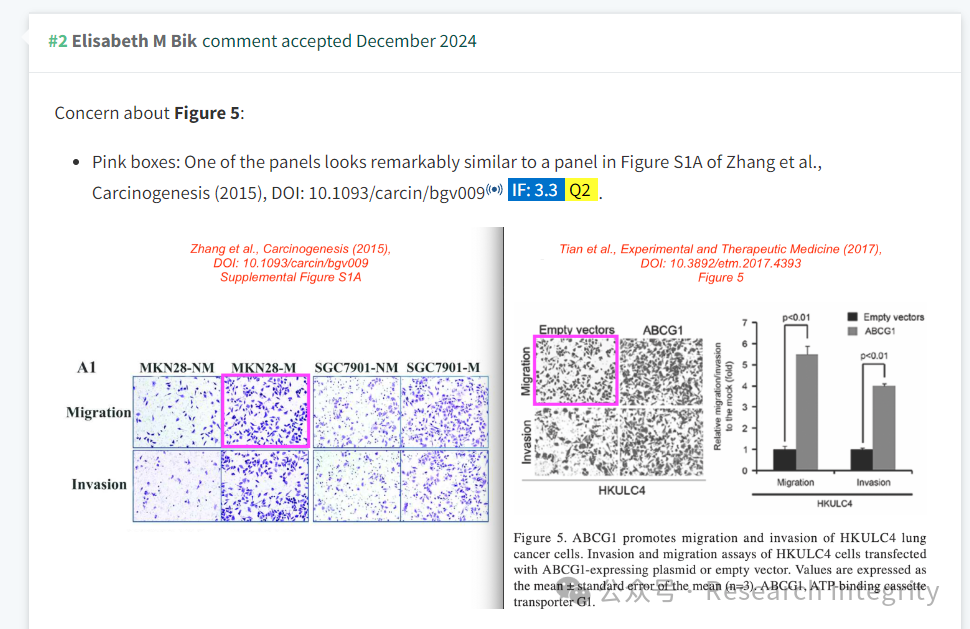 #2 Elisabeth M Bik comment accepted December 2024
Concern about Figure 5:
• Pink boxes: One of the panels looks remarkably similar to a panel in Figure S1A of Zhang et al.,
Carcinogenesis (2015), DOI: 10.1093/carcin/bgv009 IF: 3.3 Q2 .
Zhang et al., Carcinogenesis (2015),
DOI: 10.1093/carcin/bgv009
Supplemental Figure S1A
A1
MKN28-NM MKN28-M SGC7901-NM SGC7901-M
Migration
Invasion
Tian et al., Experimental and Therapeutic Medicine (2017),
DOI: 10.3892/etm.2017.4393
Figure 5
Empty vectors ABCG1
Migration
Invasion
HKULC4
Relative migration/invasion
to the mock (fold)
7
6
5
4
3
2
1
0
p<0.01
p<0.01
Empty vectors
ABCG1
Migration Invasion
HKULC4
Figure 5. ABCG1 promotes migration and invasion of HKULC4 lung
cancer cells. Invasion and migration assays of HKULC4 cells transfected
with ABCG1-expressing plasmid or empty vector. Values are expressed as
the mean ± standard error of the mean (n=3). ABCG1, ATP-binding cassette
transporter G1.
公众号 · Research Integrity